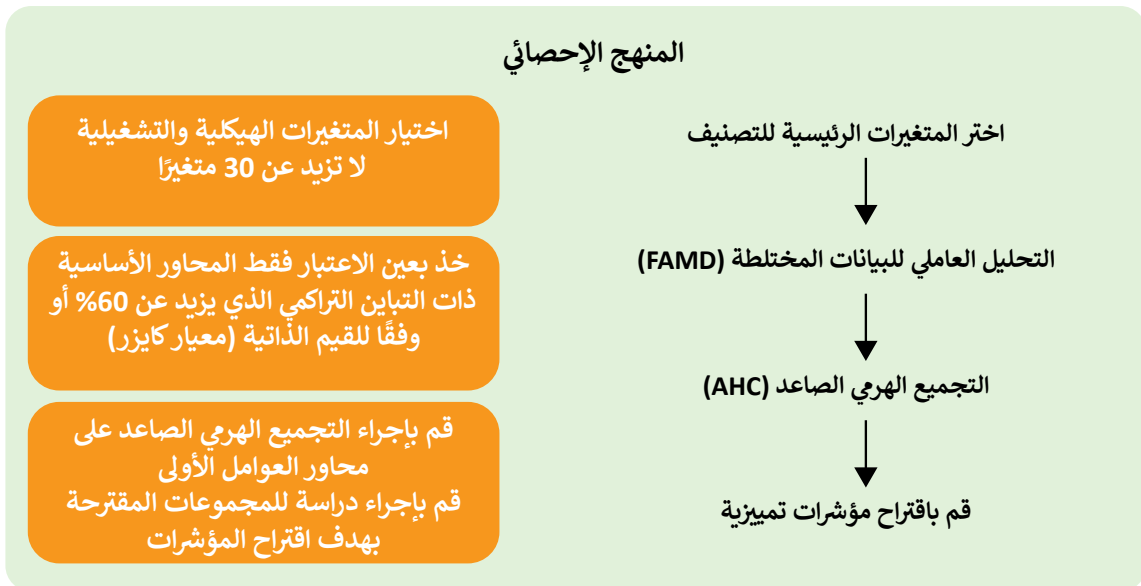 المنهج الإحصائي
اختر المتغيرات الرئيسية للتصنيف
التحليل العاملي للبيانات المختلطة (FAMD)
التجميع الهرمي الصاعد (AHC)
قم باقتراح مؤشرات تمييزية
اختيار المتغيرات الهيكلية والتشغيلية
لا تزيد عن 30 متغيرًا
خذ بعين الاعتبار فقط المحاور الأساسية
ذات التباين التراكمي الذي يزيد عن 60% أو
وفقًا للقيم الذاتية (معيار كايزر)
قم بإجراء التجميع الهرمي الصاعد على
محاور العوامل الأولى
قم بإجراء دراسة للمجموعات المقترحة
بهدف اقتراح المؤشرات